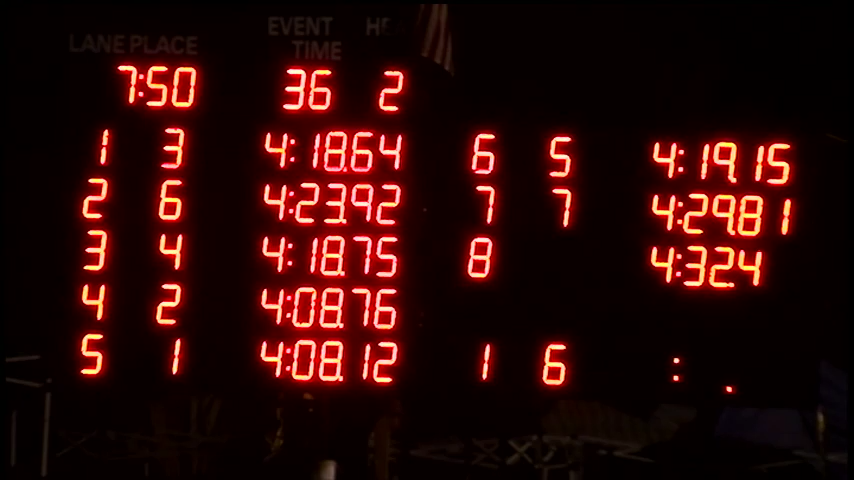 EVENT HE
LANE PLACE TIME
7:50 36 2
1 3 4:18.64 6 5 4:19.15
2 6 4:23.92 7 7 4:29.81
3 4 4:18.75 8 4:32.4
4 2 4:08.76
5 1 4:08.12 1 6 : .